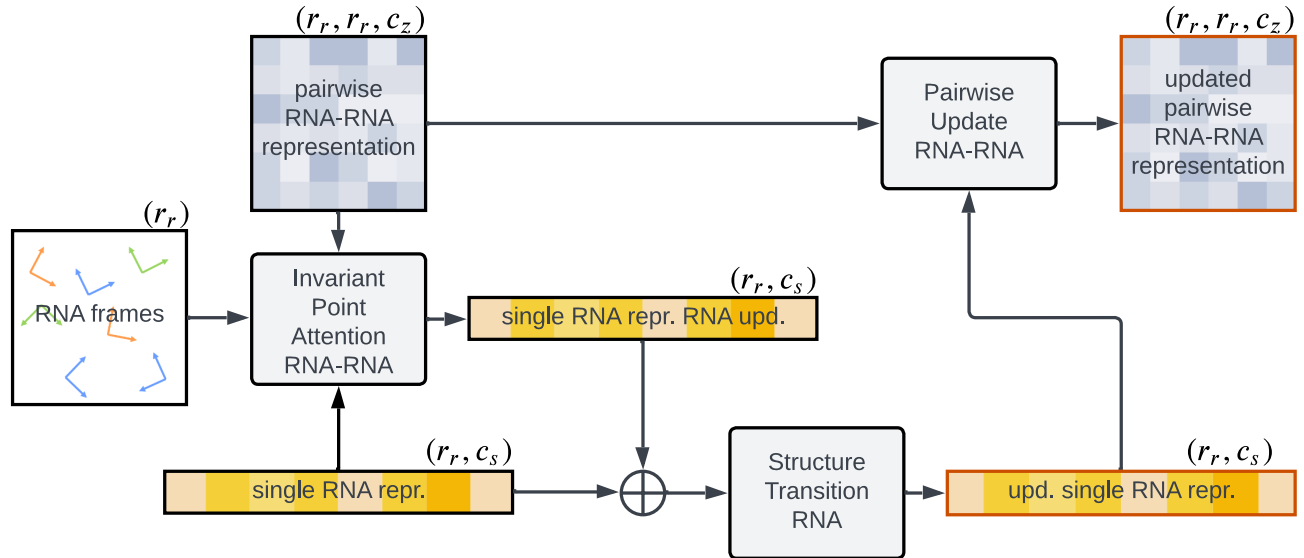 (r_r, r_r, c_z)
pairwise
RNA-RNA
representation
Pairwise
Update
RNA-RNA
(r_r, r_r, c_z)
updated
pairwise
RNA-RNA
representation
(r_r)
RNA frames
Invariant
Point
Attention
RNA-RNA
(r_r, c_s)
single RNA repr. RNA upd.
(r_r, c_s)
single RNA repr.
Structure
Transition
RNA
(r_r, c_s)
upd. single RNA repr.